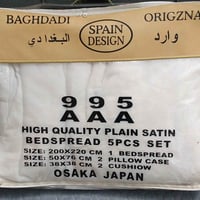 BAGHDADI SPAIN DESIGN ORIGZNA
البغدادي وارد
995
AAA
HIGH QUALITY PLAIN SATIN
BEDSPREAD 5PCS SET
SIZE: 200X220 CM 1 BEDSPREAD
SIZE: 50X76 CM 2 PILLOW CASE
SIZE: 38X38 CM 2 CUSHIOW
OSAKA JAPAN